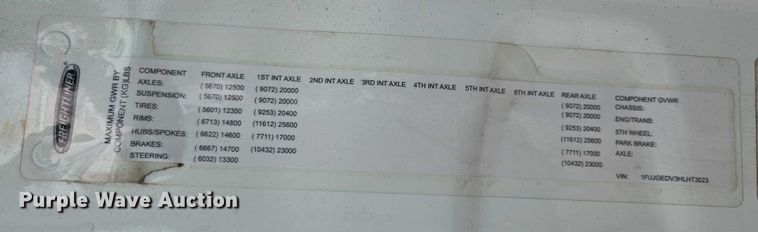 FREIGHTLINER
MAXIMUM GWR BY
COMPONENT (KG)LBS
COMPONENT FRONT AXLE 1ST INT AXLE 2ND INT AXLE 3RD INT AXLE 4TH INT AXLE 5TH INT AXLE 6TH INT AXLE REAR AXLE COMPONENT GVWR
AXLES: ( 5670) 12500 ( 9072) 20000 ( 9072) 20000 CHASSIS:
SUSPENSION: ( 5670) 12500 ( 9072) 20000 ( 9072) 20000 ENG/TRANS:
TIRES: ( 5601) 12350 ( 9253) 20400 ( 9253) 20400 5TH WHEEL:
RIMS: ( 6713) 14800 (11612) 25600 (11612) 25600 PARK BRAKE:
HUBS/SPOKES: ( 6622) 14600 ( 7711) 17000 ( 7711) 17000 AXLE:
BRAKES: ( 6667) 14700 (10432) 23000 (10432) 23000
STEERING: ( 6032) 13300
VIN: 1FUJGEDV3HLHT3023
Purple Wave Auction